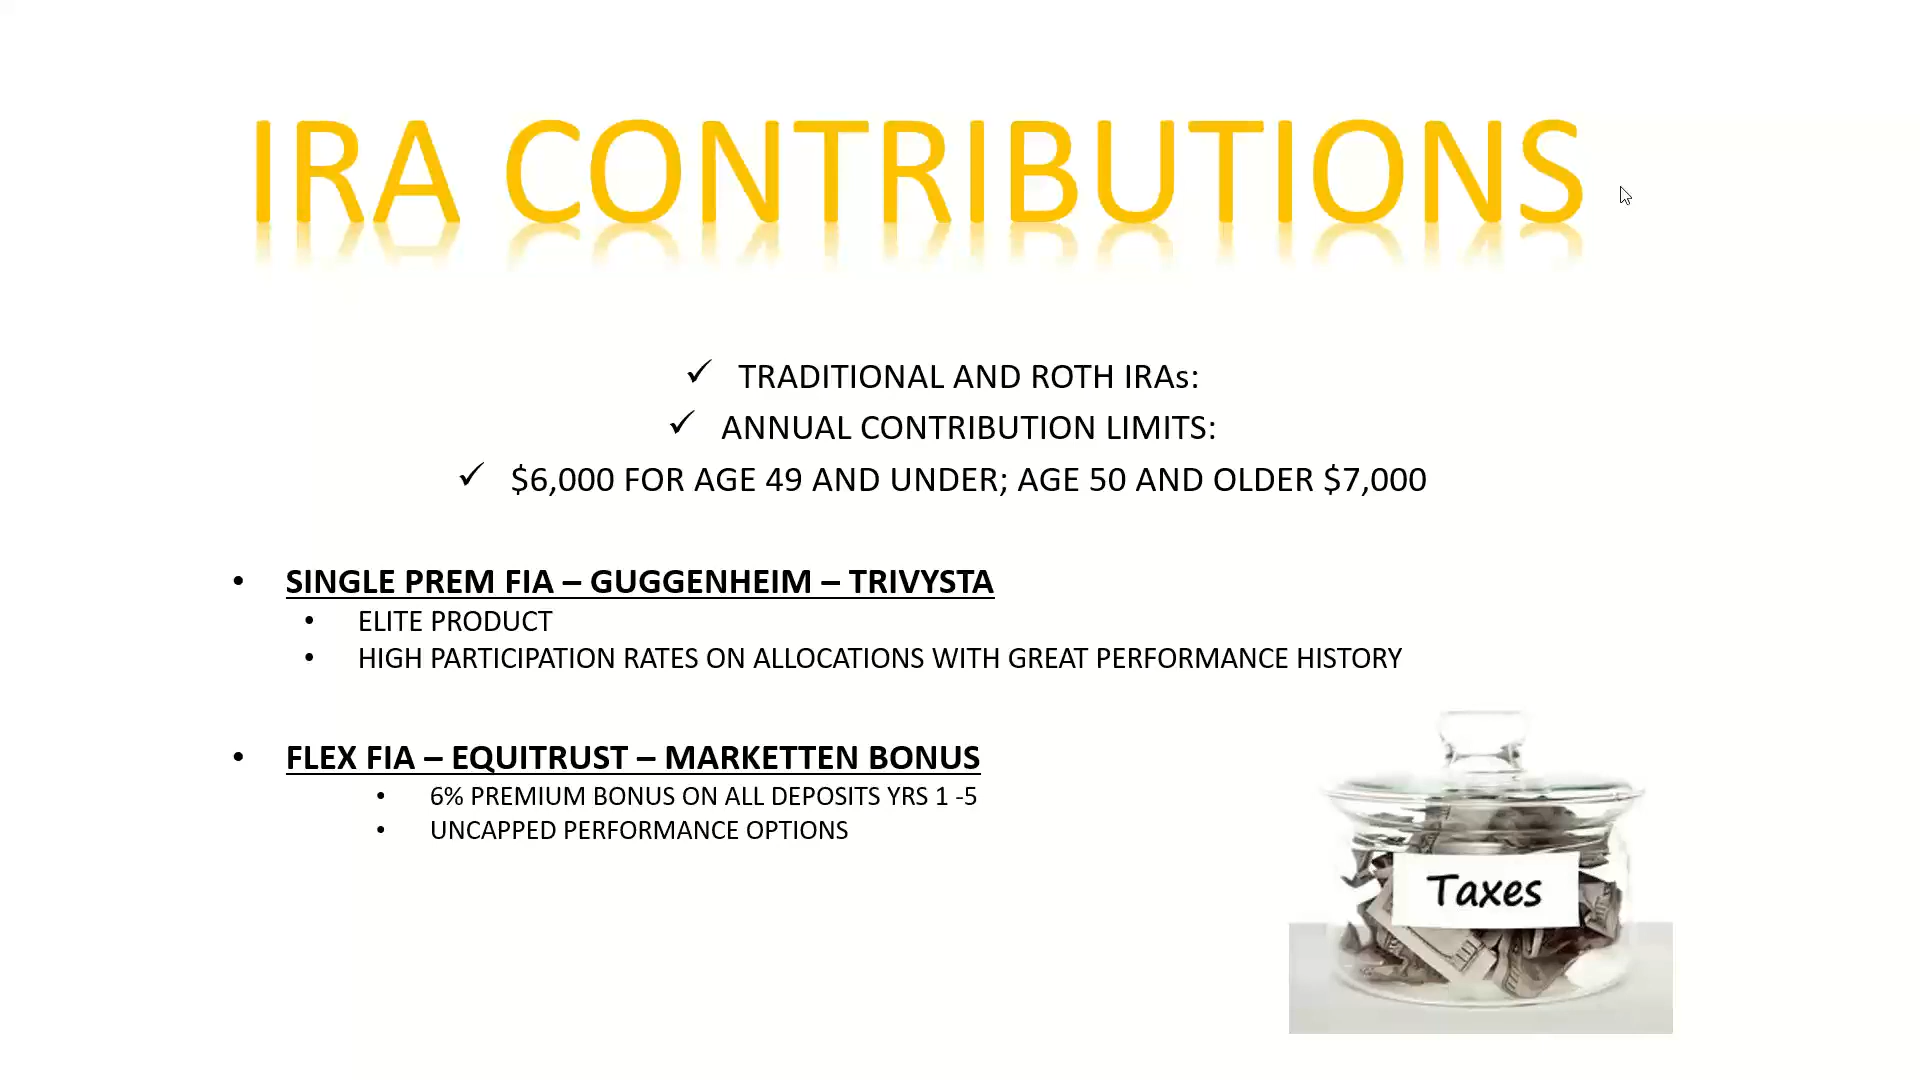 IRA CONTRIBUTIONS
✓ TRADITIONAL AND ROTH IRAs:
✓ ANNUAL CONTRIBUTION LIMITS:
✓ $6,000 FOR AGE 49 AND UNDER; AGE 50 AND OLDER $7,000
• SINGLE PREM FIA – GUGGENHEIM – TRIVYSTA
• ELITE PRODUCT
• HIGH PARTICIPATION RATES ON ALLOCATIONS WITH GREAT PERFORMANCE HISTORY
• FLEX FIA – EQUITRUST – MARKETTEN BONUS
• 6% PREMIUM BONUS ON ALL DEPOSITS YRS 1 -5
• UNCAPPED PERFORMANCE OPTIONS
Taxes